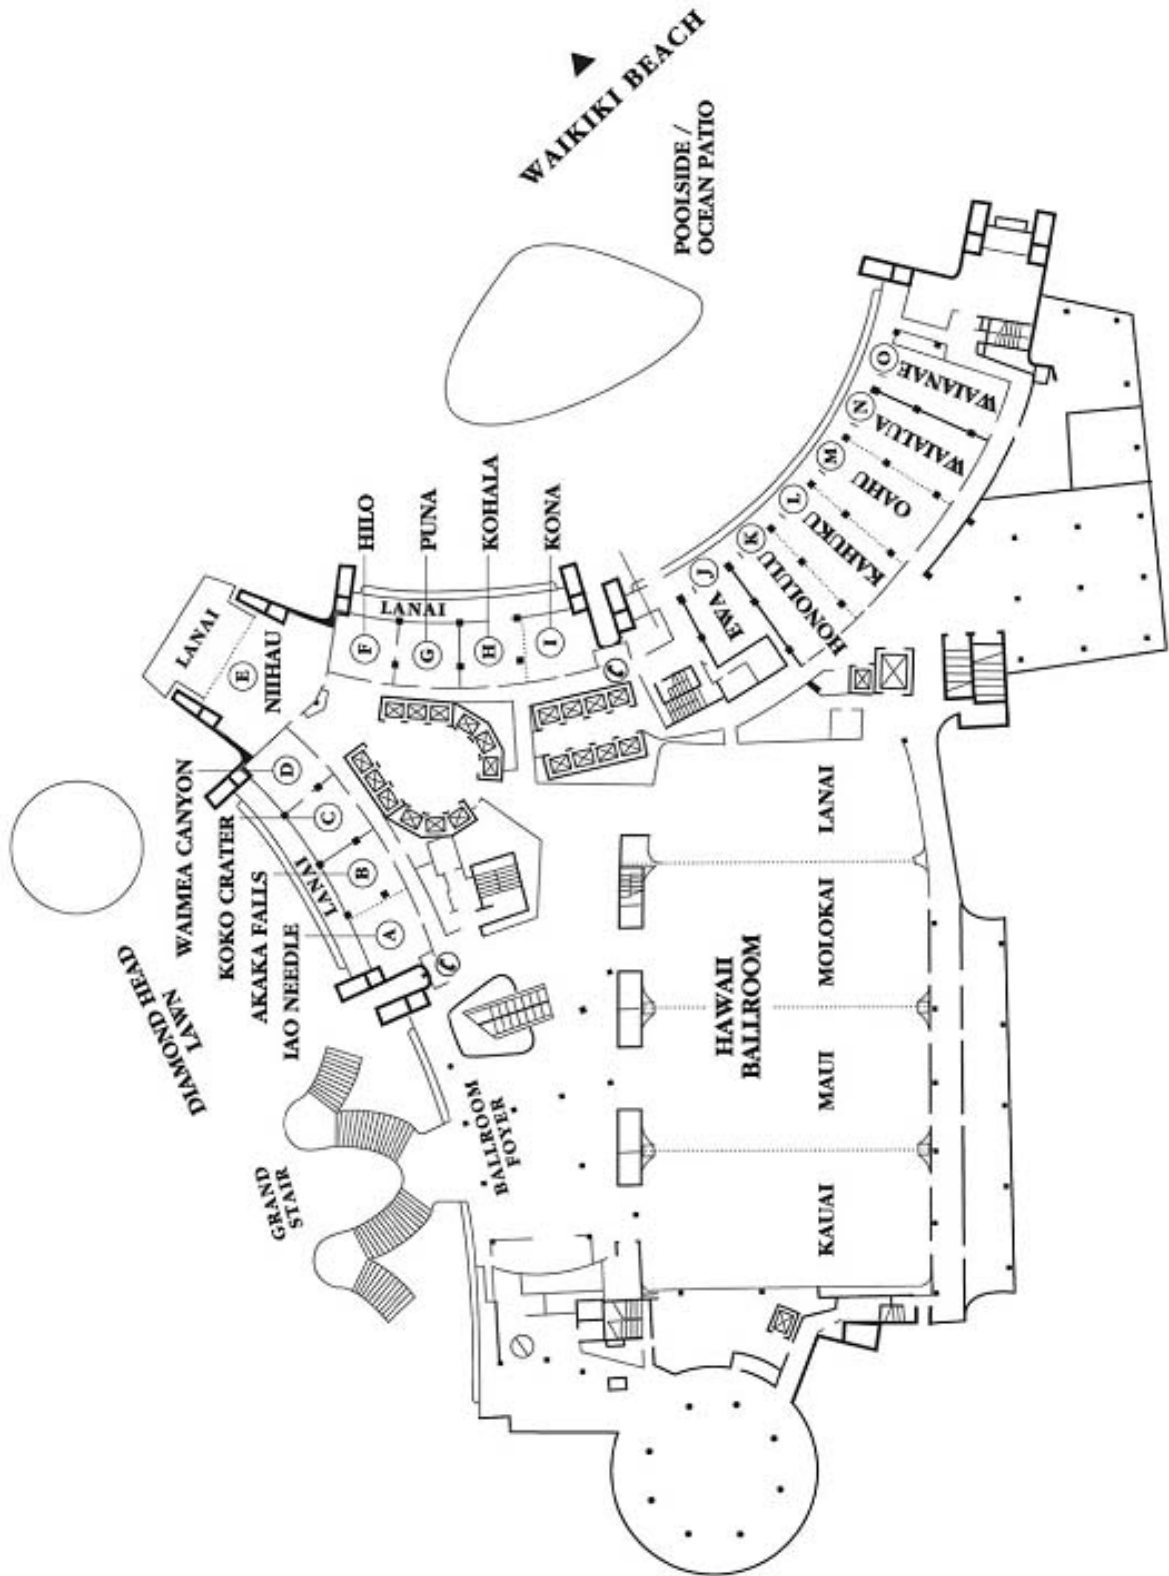 WAIKIKI BEACH
POOLSIDE /
OCEAN PATIO
HILO
PUNA
KOHALA
KONA
LANAI
F
G
H
I
LANAI
E
NIIHAU
WAIMEA CANYON
KOKO CRATER
AKAKA FALLS
IAO NEEDLE
D
C
B
A
LANAI
DIAMOND HEAD
LAWN
GRAND
STAIR
BALLROOM
FOYER
O
WAIANAE
N
WAIALUA
M
OAHU
L
KAHUKU
K
HONOLULU
J
EWA
HAWAII
BALLROOM
KAUAI
MAUI
MOLOKAI
LANAI